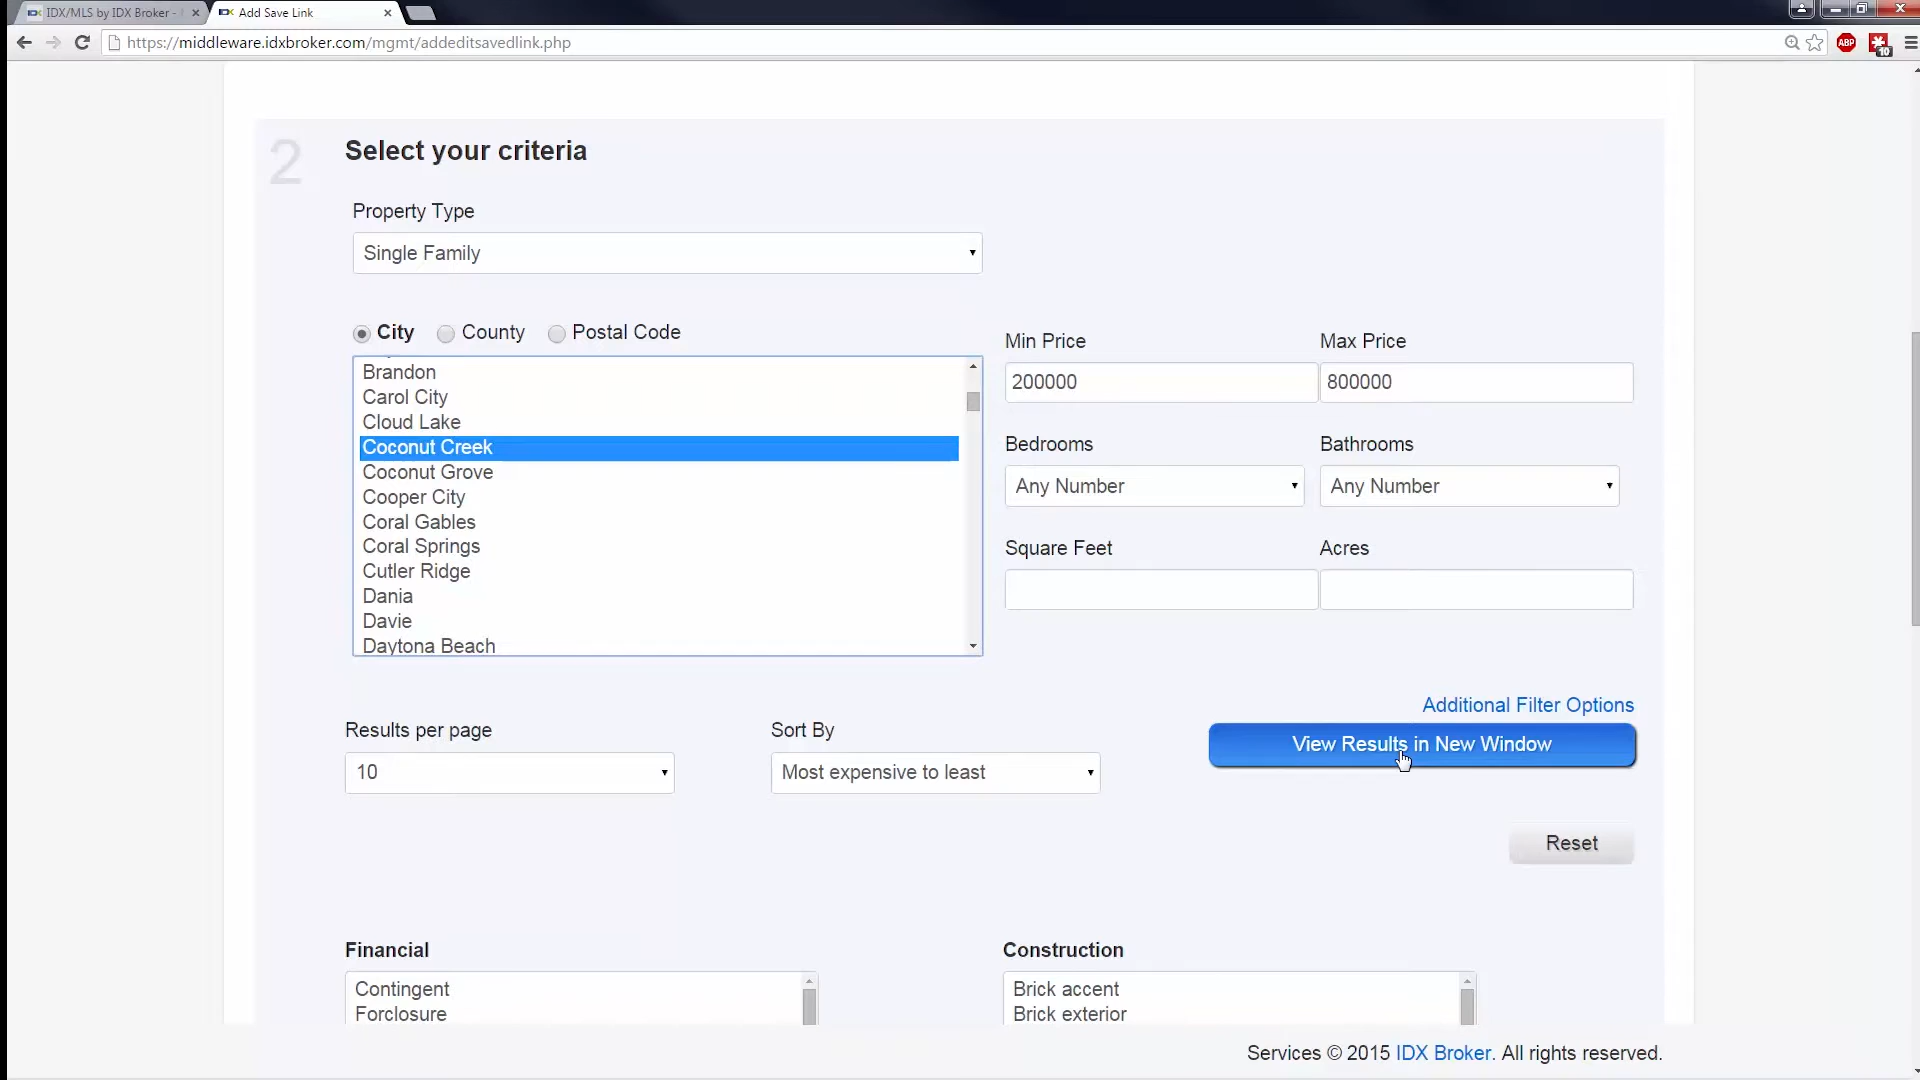 IDX/MLS by IDX Broker -
Add Save Link
https://middleware.idxbroker.com/mgmt/addeditsavedlink.php
ABP
10
2
Select your criteria
Property Type
Single Family
City County Postal Code
Brandon
Carol City
Cloud Lake
Coconut Creek
Coconut Grove
Cooper City
Coral Gables
Coral Springs
Cutler Ridge
Dania
Davie
Daytona Beach
Min Price
Max Price
200000
800000
Bedrooms
Bathrooms
Any Number
Any Number
Square Feet
Acres
Additional Filter Options
Results per page
Sort By
View Results in New Window
10
Most expensive to least
Reset
Financial
Contingent
Forclosure
Construction
Brick accent
Brick exterior
Services © 2015 IDX Broker. All rights reserved.